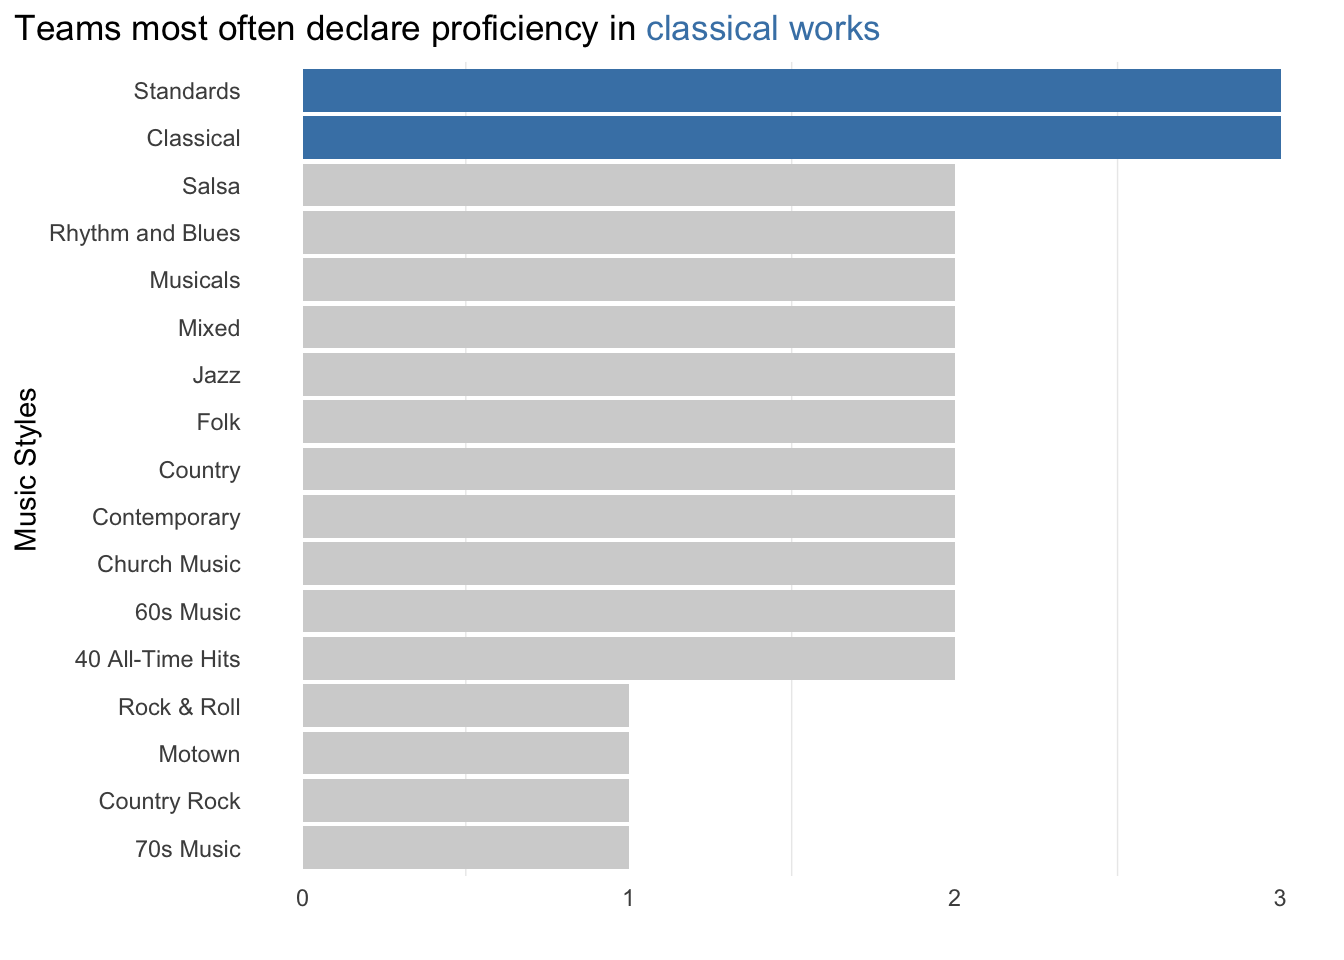 Teams most often declare proficiency in classical works
Standards
Classical
Salsa
Rhythm and Blues
Musicals
Mixed
Jazz
Folk
Country
Contemporary
Church Music
60s Music
40 All-Time Hits
Rock & Roll
Motown
Country Rock
70s Music
Music Styles
0 1 2 3